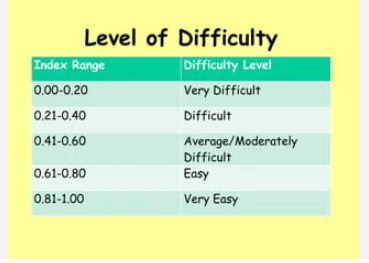 Level of Difficulty
Index Range Difficulty Level
0.00-0.20 Very Difficult
0.21-0.40 Difficult
0.41-0.60 Average/Moderately
Difficult
0.61-0.80 Easy
0.81-1.00 Very Easy